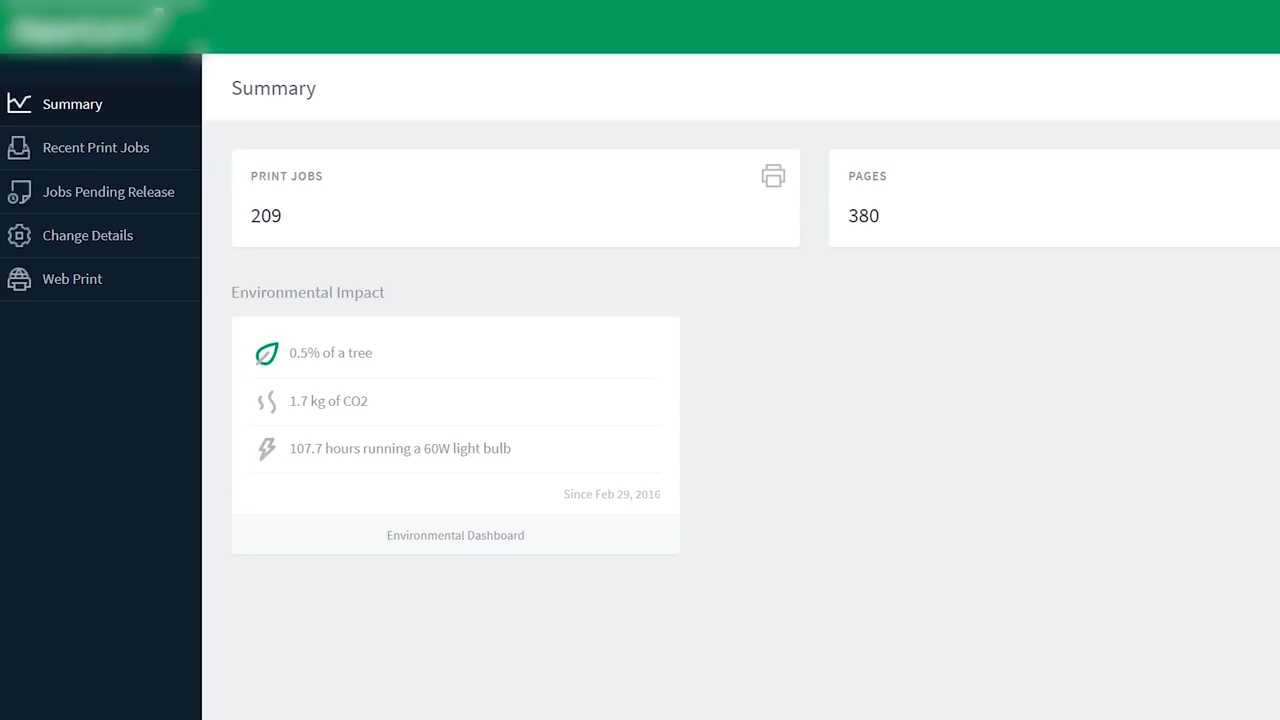 Summary
Recent Print Jobs
Jobs Pending Release
Change Details
Web Print
Summary
PRINT JOBS
209
PAGES
380
Environmental Impact
0.5% of a tree
1.7 kg of CO2
107.7 hours running a 60W light bulb
Since Feb 29, 2016
Environmental Dashboard